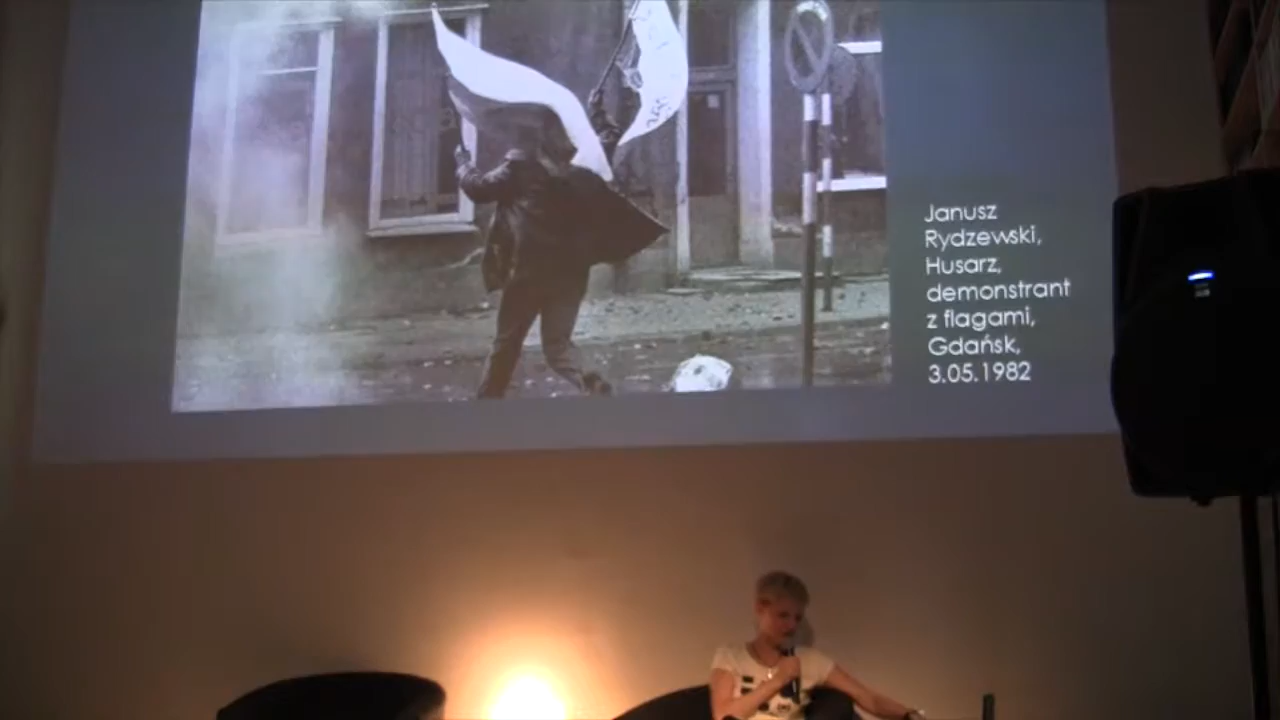 Janusz
Rydzewski,
Husarz,
demonstrant
z flagami,
Gdańsk,
3.05.1982